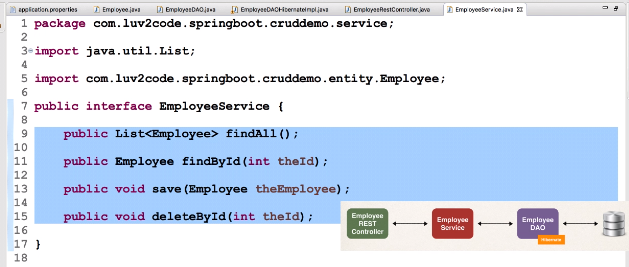 application.properties Employee.java EmployeeDAO.java EmployeeDAOHibernateImpl.java EmployeeRestController.java EmployeeService.java
1 package com.luv2code.springboot.cruddemo.service;
2
3 import java.util.List;
4
5 import com.luv2code.springboot.cruddemo.entity.Employee;
6
7 public interface EmployeeService {
8
9 public List<Employee> findAll();
10
11 public Employee findById(int theId);
12
13 public void save(Employee theEmployee);
14
15 public void deleteById(int theId);
16
17 }
18
Employee
REST
Controller
Employee
Service
Employee
DAO
Hibernate